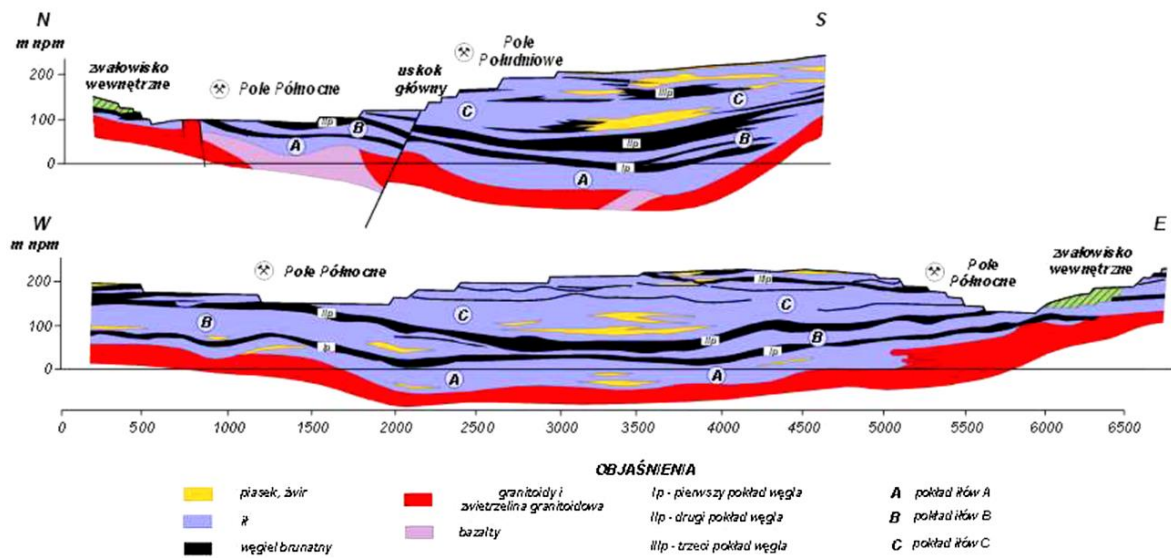 N
S
m npm
zwałowisko wewnętrzne
Pole Północne
uskok główny
Pole Południowe
200
100
0
A
B
C
C
B
A
IIp
IIIp
IIp
Ip
W
E
m npm
Pole Północne
Pole Północne
zwałowisko wewnętrzne
200
100
0
B
A
C
A
C
B
IIp
Ip
IIp
IIIp
Ip
0 500 1000 1500 2000 2500 3000 3500 4000 4500 5000 5500 6000 6500
OBJAŚNIENIA
piasek, żwir
ił
węgiel brunatny
granitoidy i
zwietrzelina granitoidowa
bazalty
Ip - pierwszy pokład węgla
IIp - drugi pokład węgla
IIIp - trzeci pokład węgla
A pokład iłów A
B pokład iłów B
C pokład iłów C